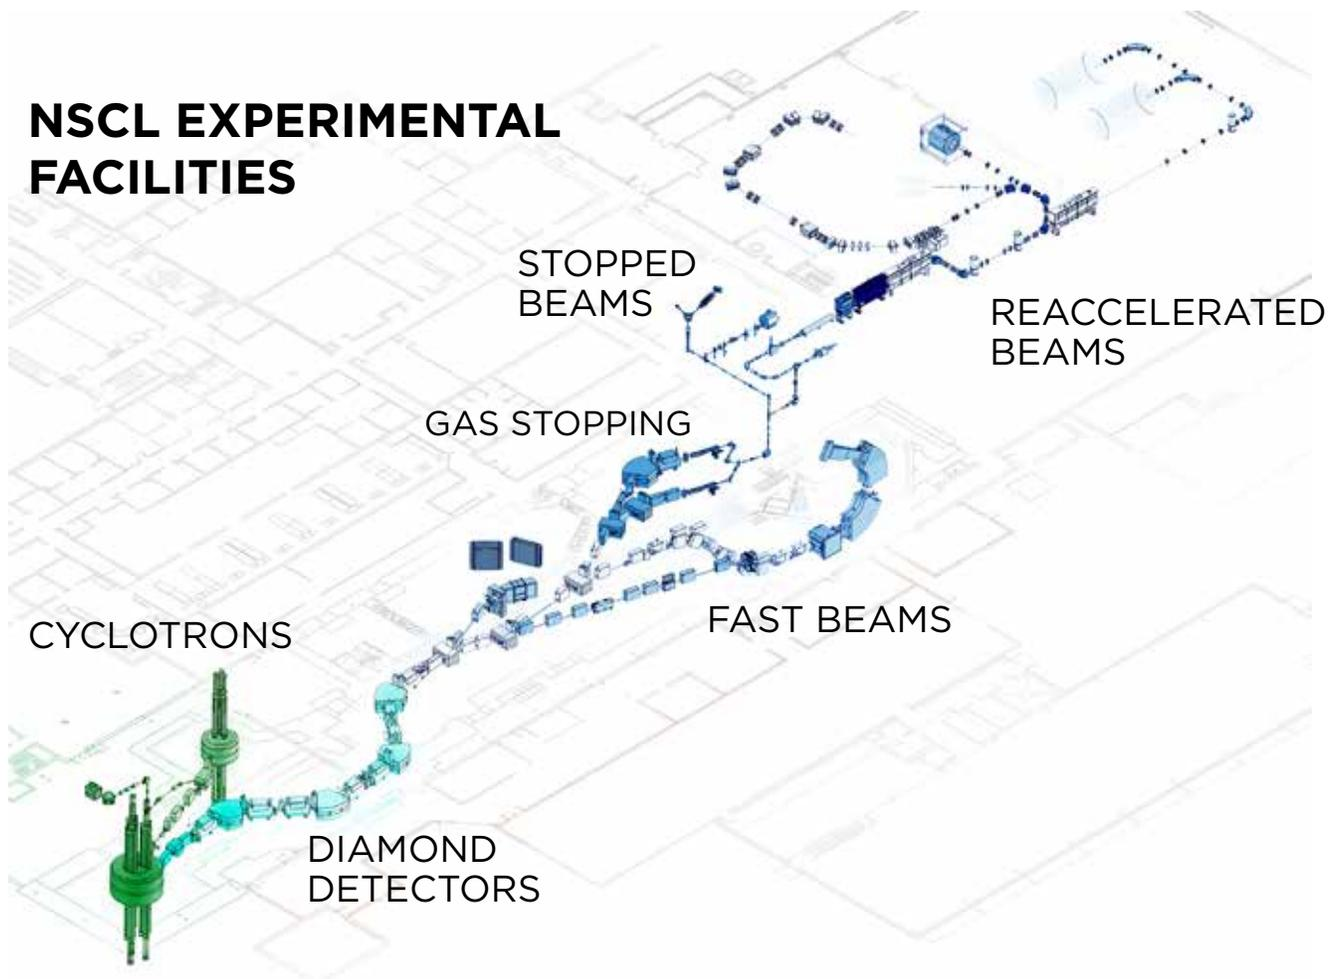 NSCL EXPERIMENTAL
FACILITIES
STOPPED
BEAMS
REACCELERATED
BEAMS
GAS STOPPING
FAST BEAMS
CYCLOTRONS
DIAMOND
DETECTORS